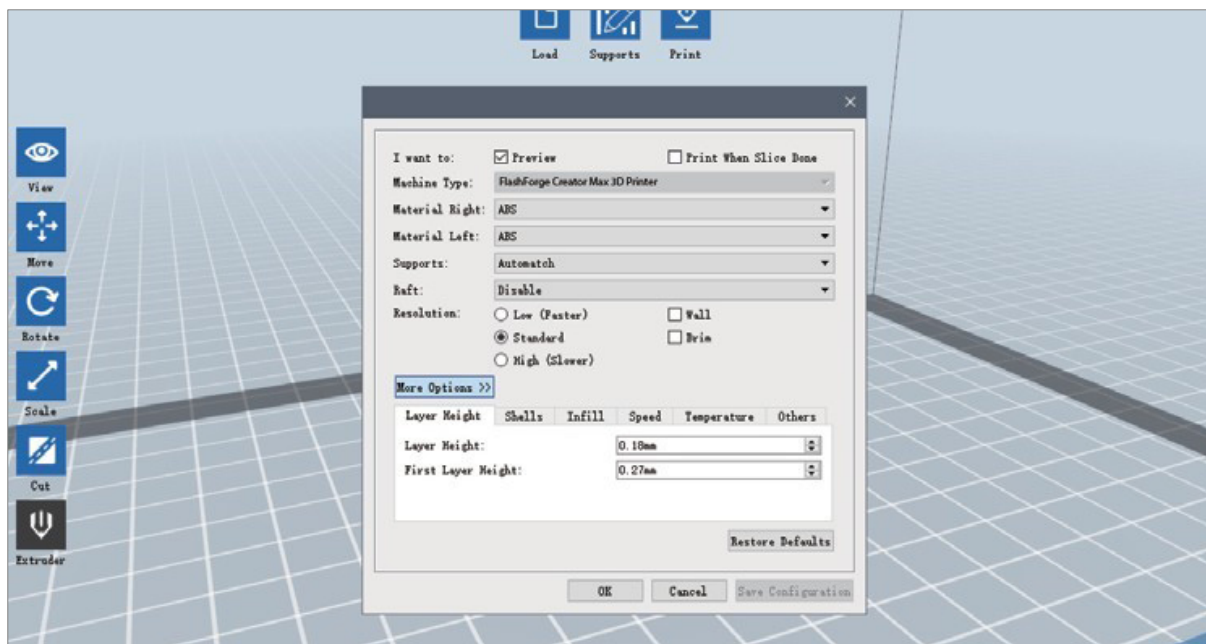 Load Supports Print
View
Move
Rotate
Scale
Cut
Extruder
I want to: Preview Print When Slice Done
Machine Type: FlashForge Creator Max 3D Printer
Material Right: ABS
Material Left: ABS
Supports: Automatch
Raft: Disable
Resolution: Low (Faster) Wall
Standard Brim
High (Slower)
More Options >>
Layer Height Shells Infill Speed Temperature Others
Layer Height: 0.18mm
First Layer Height: 0.27mm
Restore Defaults
OK Cancel Save Configuration